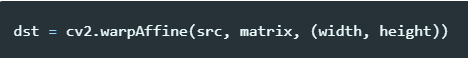 dst = cv2.warpAffine(src, matrix, (width, height))